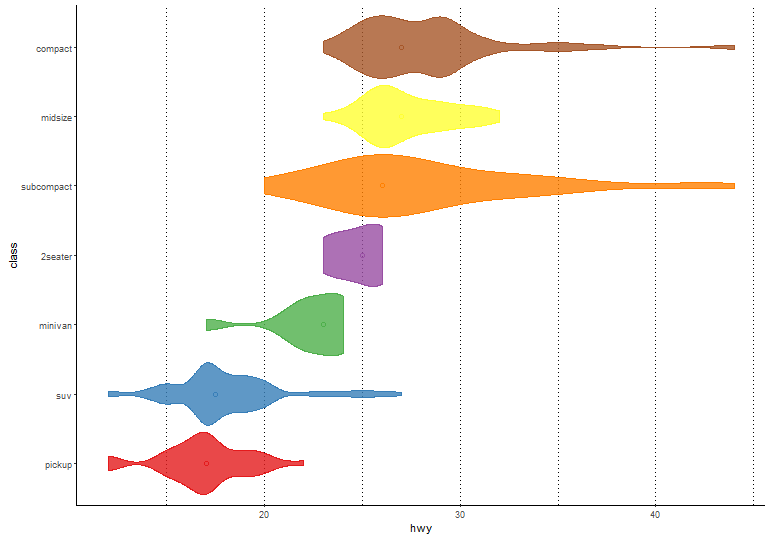 compact
midsize
subcompact
2seater
minivan
suv
pickup
class
20 30 40
hwy